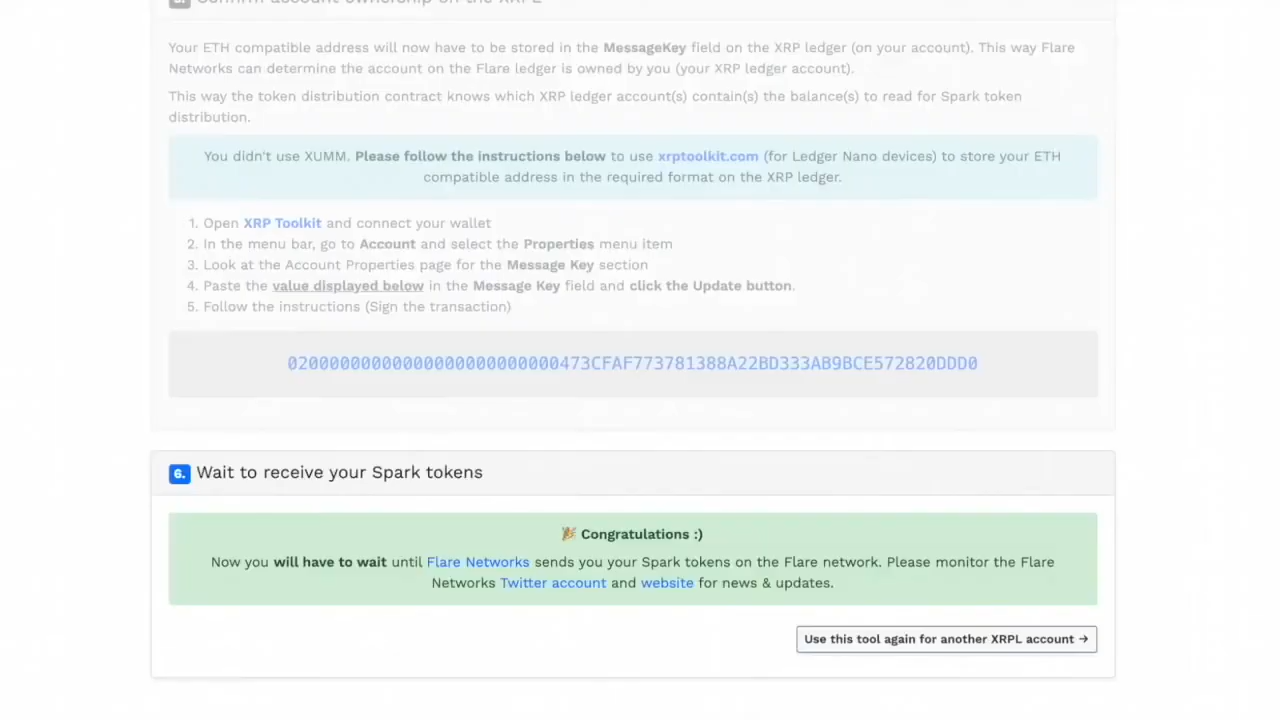 Confirm account ownership on the XRPL
Your ETH compatible address will now have to be stored in the MessageKey field on the XRP ledger (on your account). This way Flare
Networks can determine the account on the Flare ledger is owned by you (your XRP ledger account).
This way the token distribution contract knows which XRP ledger account(s) contain(s) the balance(s) to read for Spark token
distribution.
You didn't use XUMM. Please follow the instructions below to use xrptoolkit.com (for Ledger Nano devices) to store your ETH
compatible address in the required format on the XRP ledger.
1. Open XRP Toolkit and connect your wallet
2. In the menu bar, go to Account and select the Properties menu item
3. Look at the Account Properties page for the Message Key section
4. Paste the value displayed below in the Message Key field and click the Update button.
5. Follow the instructions (Sign the transaction)
02000000000000000000000000473CFAF773781388A22BD333AB9BCE572820DDD0
6. Wait to receive your Spark tokens
🎉 Congratulations :)
Now you will have to wait until Flare Networks sends you your Spark tokens on the Flare network. Please monitor the Flare
Networks Twitter account and website for news & updates.
Use this tool again for another XRPL account →